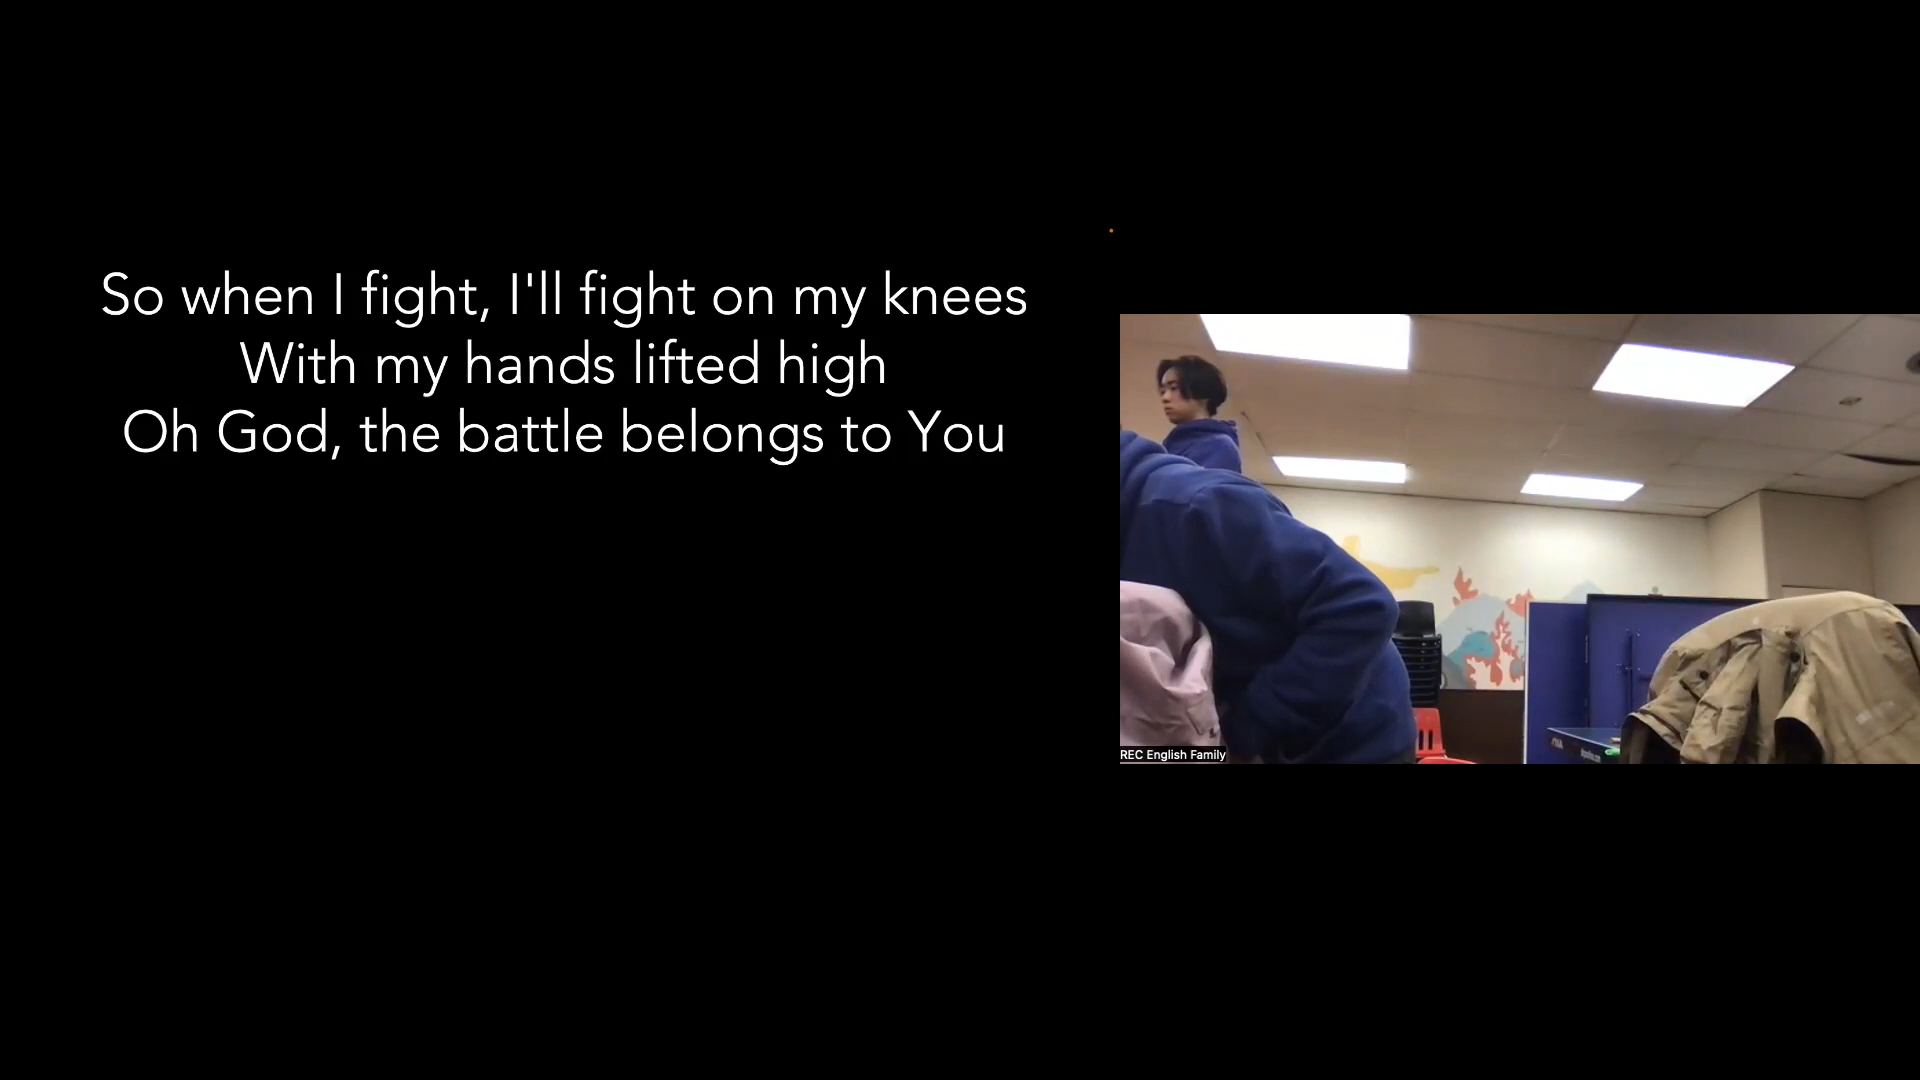 So when I fight, I'll fight on my knees
With my hands lifted high
Oh God, the battle belongs to You
REC English Family